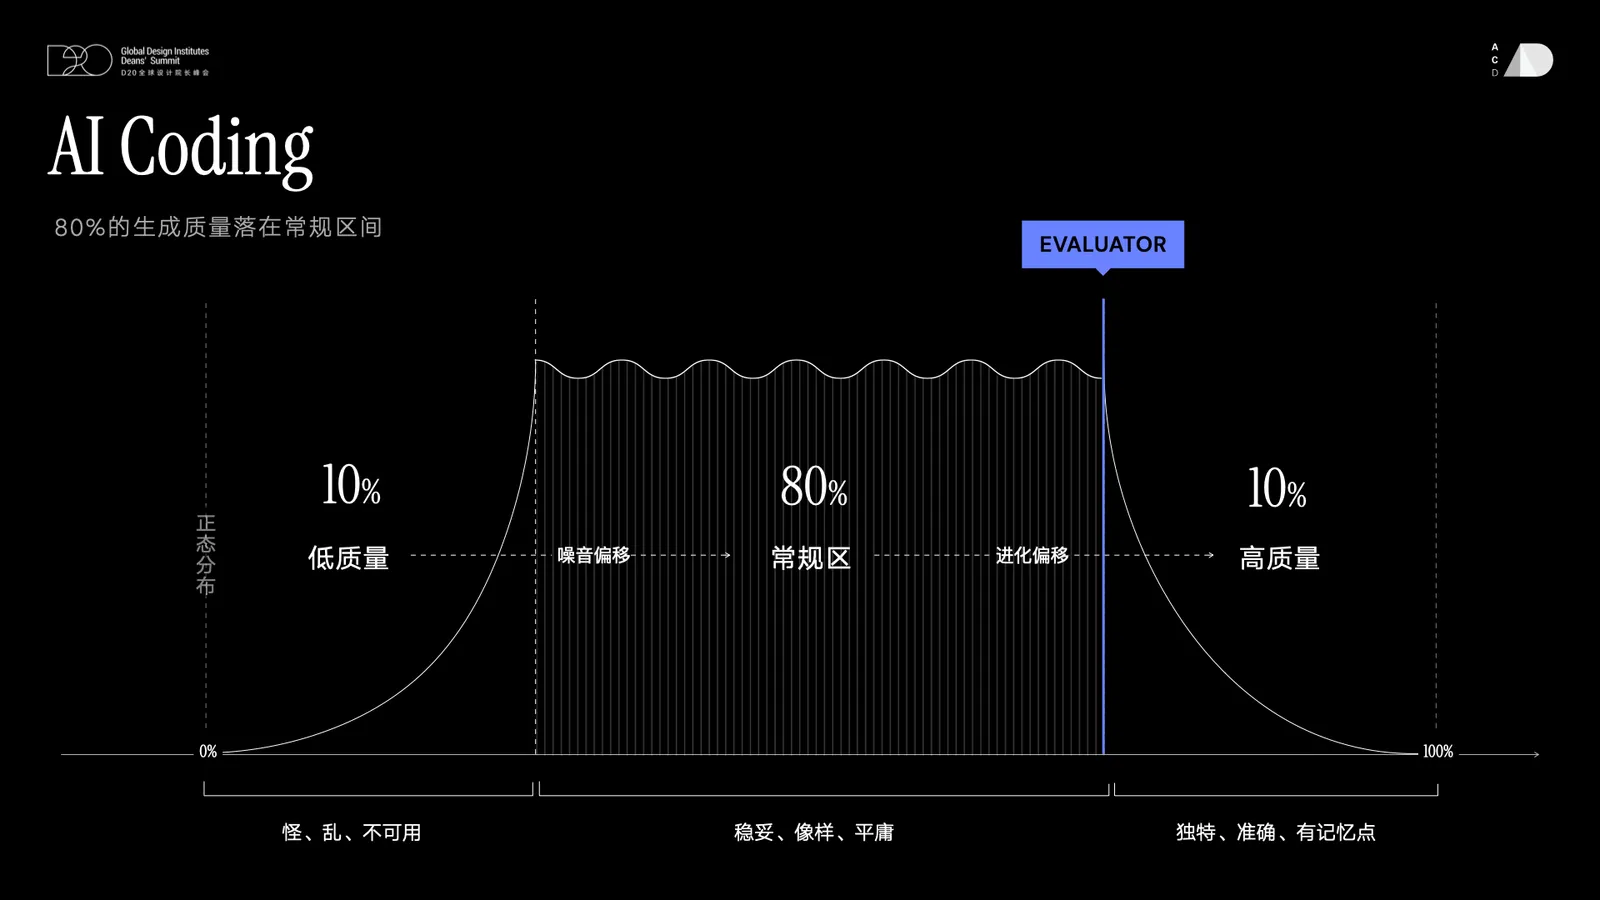 Global Design Institutes
Deans' Summit
D20全球设计院长峰会
A
C
D
AI Coding
80%的生成质量落在常规区间
EVALUATOR
10%
80%
10%
正态分布
低质量
噪音偏移
常规区
进化偏移
高质量
0%
100%
怪、乱、不可用
稳妥、像样、平庸
独特、准确、有记忆点